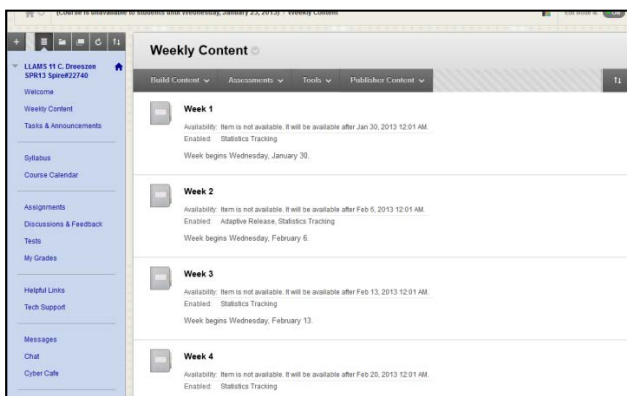 (Course is unavailable to students until Wednesday, January 23, 2013) > Weekly Content
Edit Mode is:
LLAMS 11 C. Dreeszen
SPR13 Spire#22740
Welcome
Weekly Content
Tasks & Announcements
Syllabus
Course Calendar
Assignments
Discussions & Feedback
Tests
My Grades
Helpful Links
Tech Support
Messages
Chat
Cyber Cafe
Weekly Content
Build Content Assessments Tools Publisher Content
Week 1
Availability: Item is not available. It will be available after Jan 30, 2013 12:01 AM.
Enabled: Statistics Tracking
Week begins Wednesday, January 30.
Week 2
Availability: Item is not available. It will be available after Feb 6, 2013 12:01 AM.
Enabled: Adaptive Release, Statistics Tracking
Week begins Wednesday, February 6.
Week 3
Availability: Item is not available. It will be available after Feb 13, 2013 12:01 AM.
Enabled: Statistics Tracking
Week begins Wednesday, February 13.
Week 4
Availability: Item is not available. It will be available after Feb 20, 2013 12:01 AM.
Enabled: Statistics Tracking